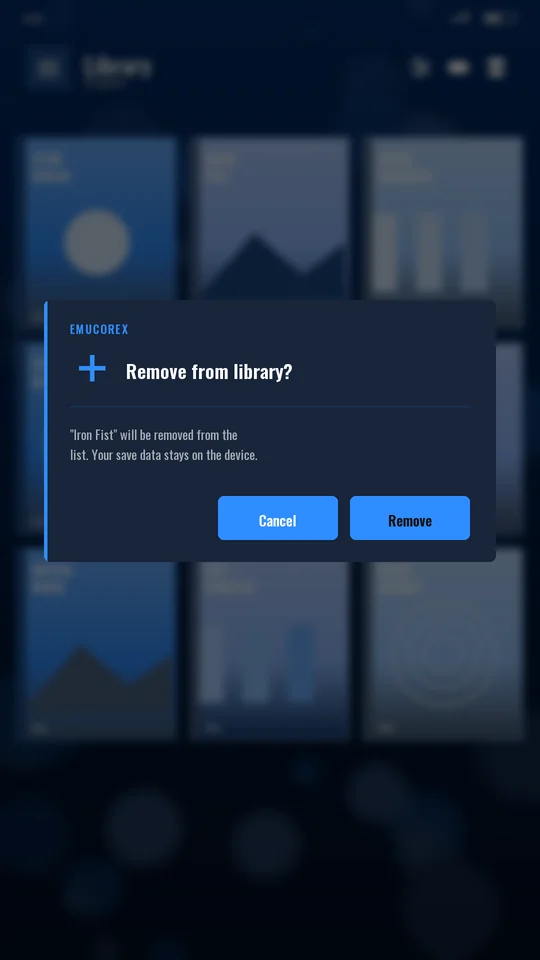 Library
EMUCOREX
Remove from library?
"Iron Fist" will be removed from the
list. Your save data stays on the device.
Cancel
Remove